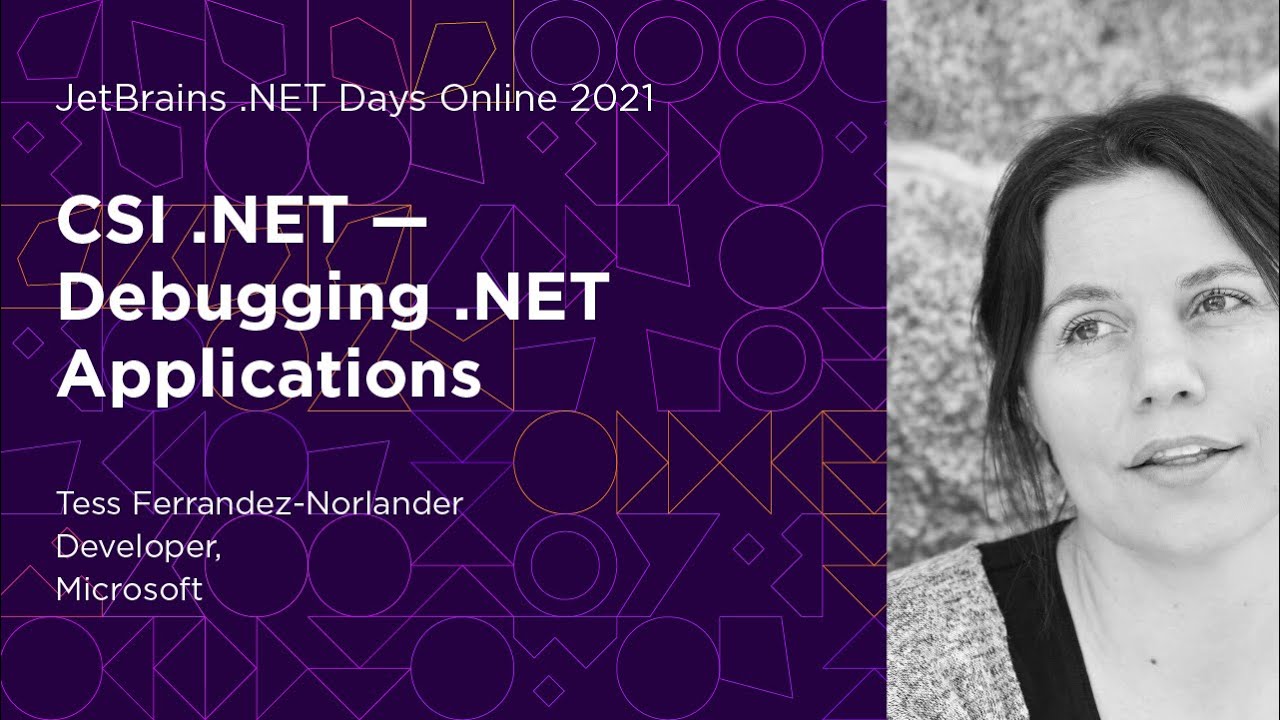 JetBrains .NET Days Online 2021
CSI .NET —
Debugging .NET
Applications
Tess Ferrandez-Norlander
Developer,
Microsoft